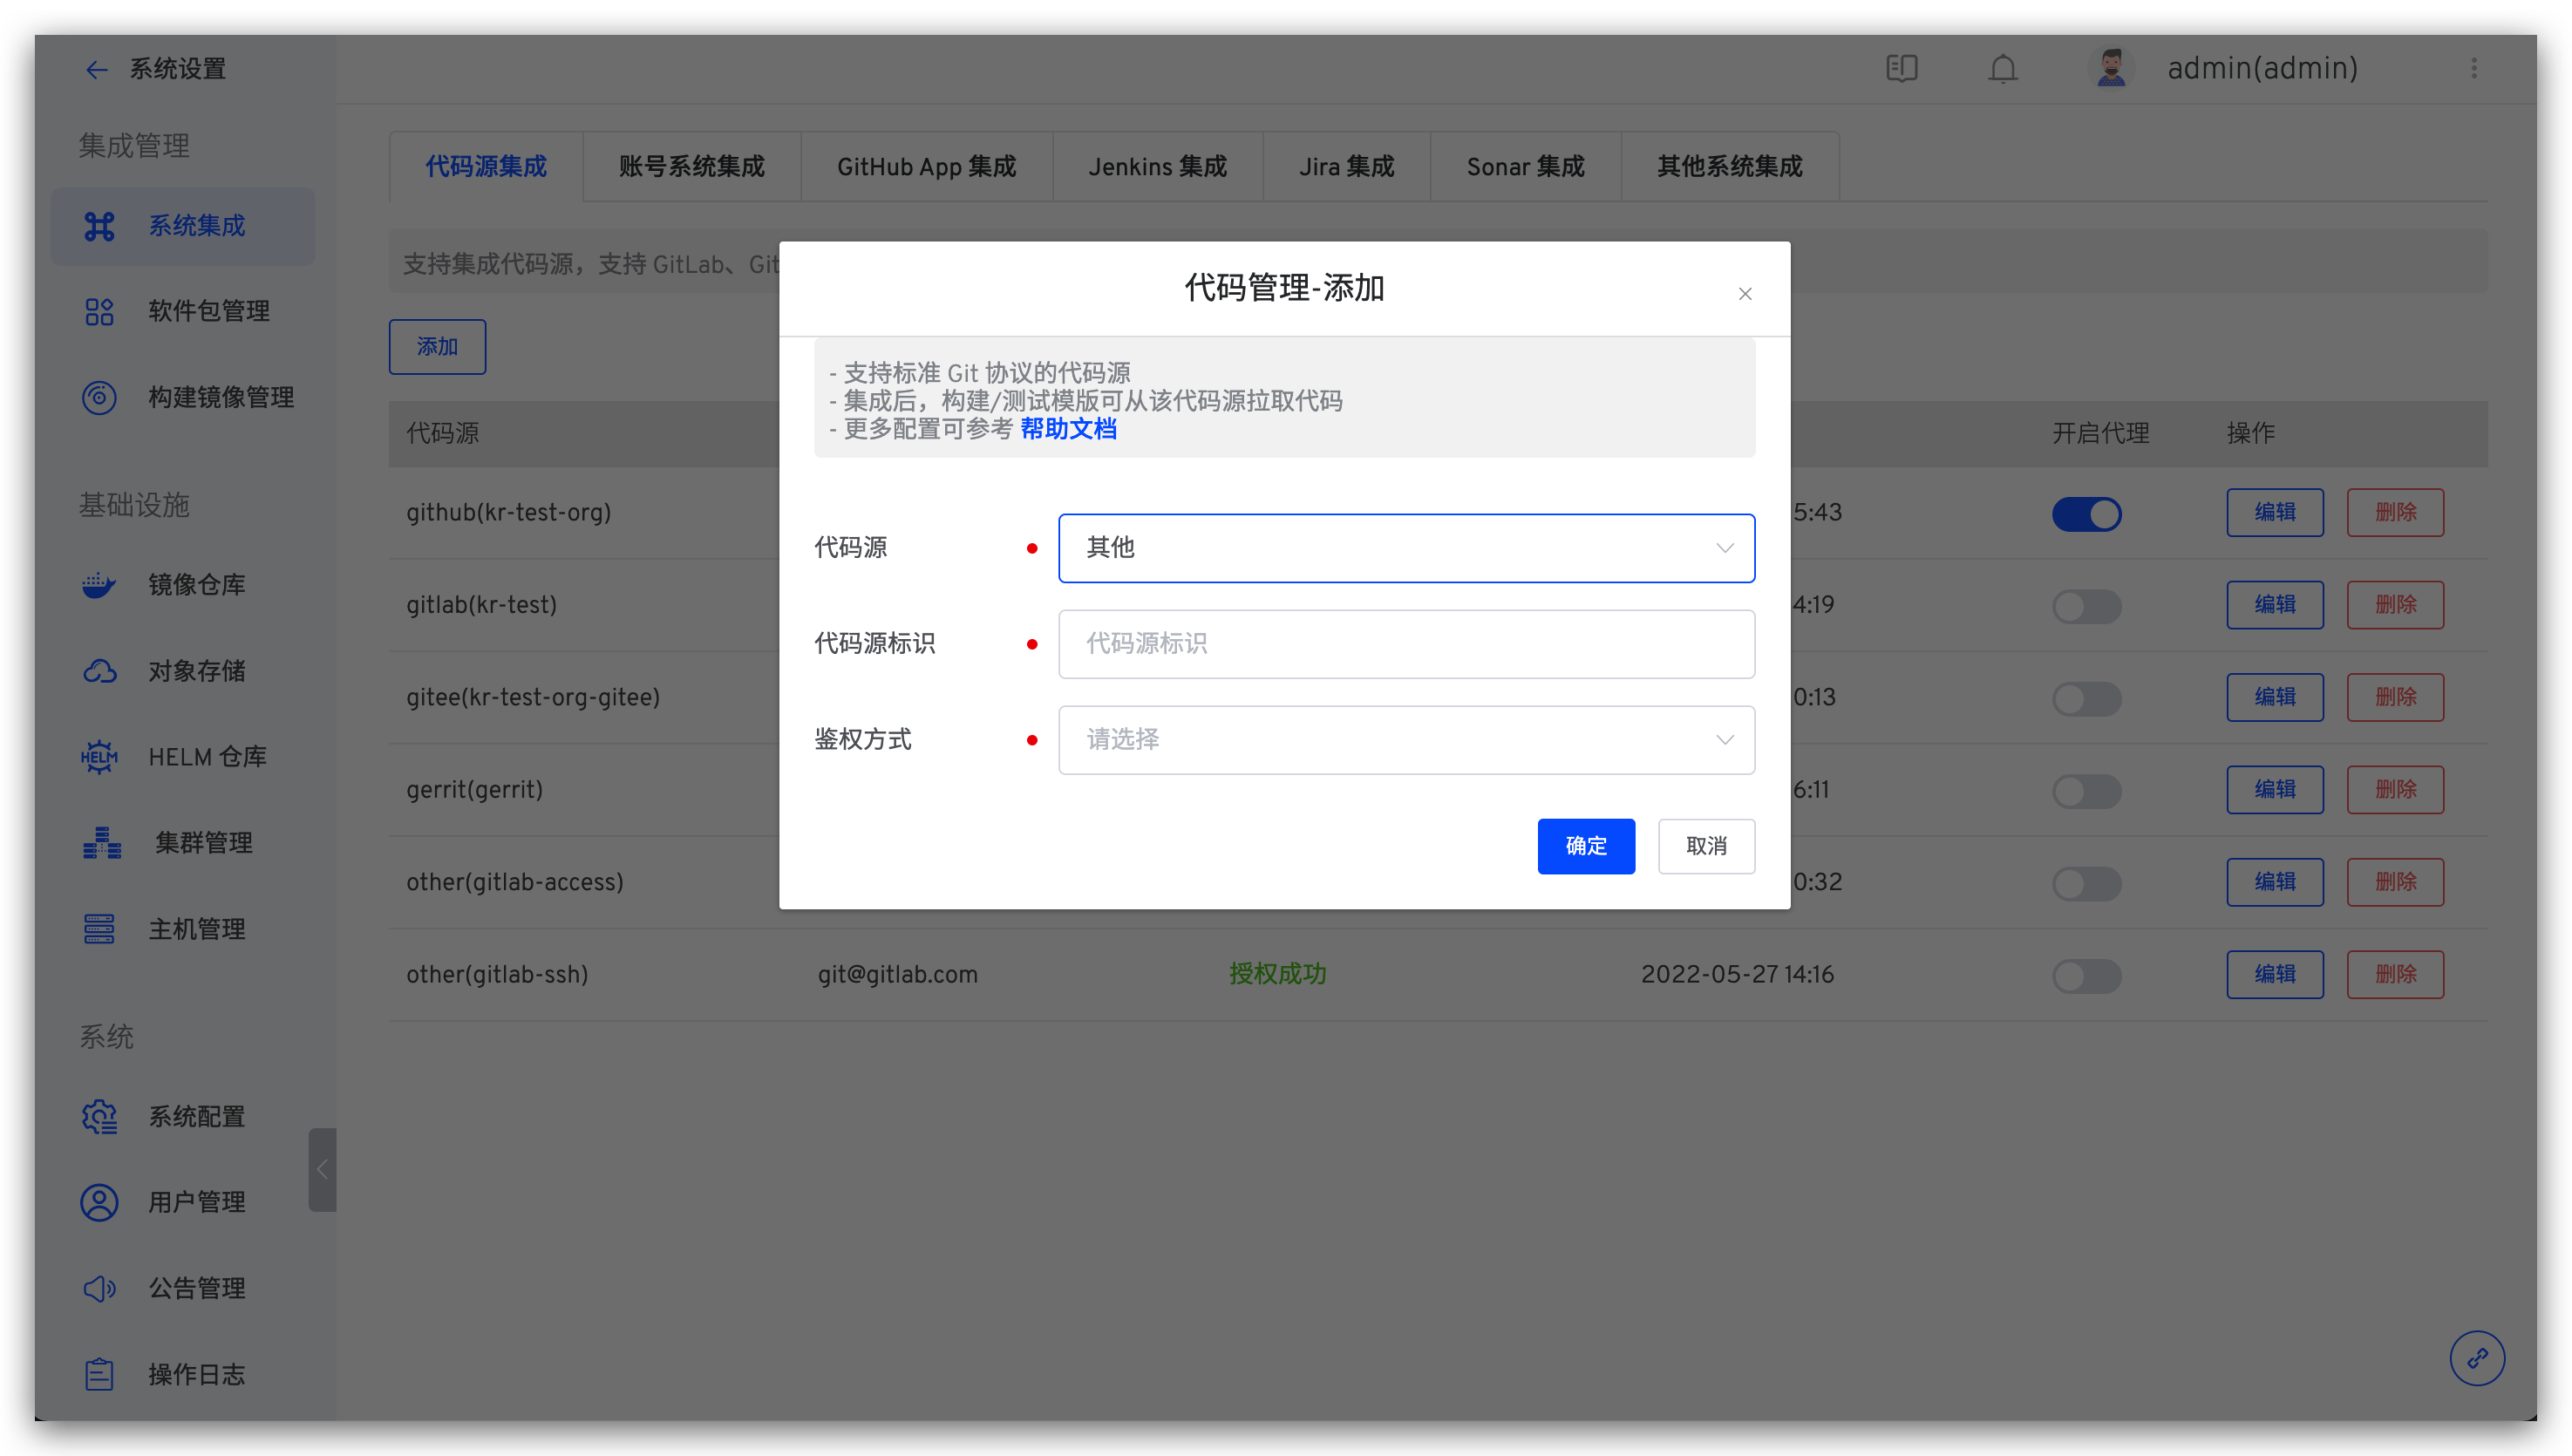 系统设置
admin(admin)
集成管理
系统集成
软件包管理
构建镜像管理
基础设施
镜像仓库
对象存储
HELM
HELM 仓库
集群管理
主机管理
系统
系统配置
用户管理
公告管理
操作日志
代码源集成 账号系统集成 GitHub App 集成 Jenkins 集成 Jira 集成 Sonar 集成 其他系统集成
支持集成代码源，支持 GitLab、Git
添加
代码源 开启代理 操作
github(kr-test-org) 5:43 编辑 删除
gitlab(kr-test) 4:19 编辑 删除
gitee(kr-test-org-gitee) 0:13 编辑 删除
gerrit(gerrit) 6:11 编辑 删除
other(gitlab-access) 0:32 编辑 删除
other(gitlab-ssh) git@gitlab.com 授权成功 2022-05-27 14:16 编辑 删除
代码管理-添加
- 支持标准 Git 协议的代码源
- 集成后，构建/测试模版可从该代码源拉取代码
- 更多配置可参考 帮助文档
代码源 其他
代码源标识 代码源标识
鉴权方式 请选择
确定 取消